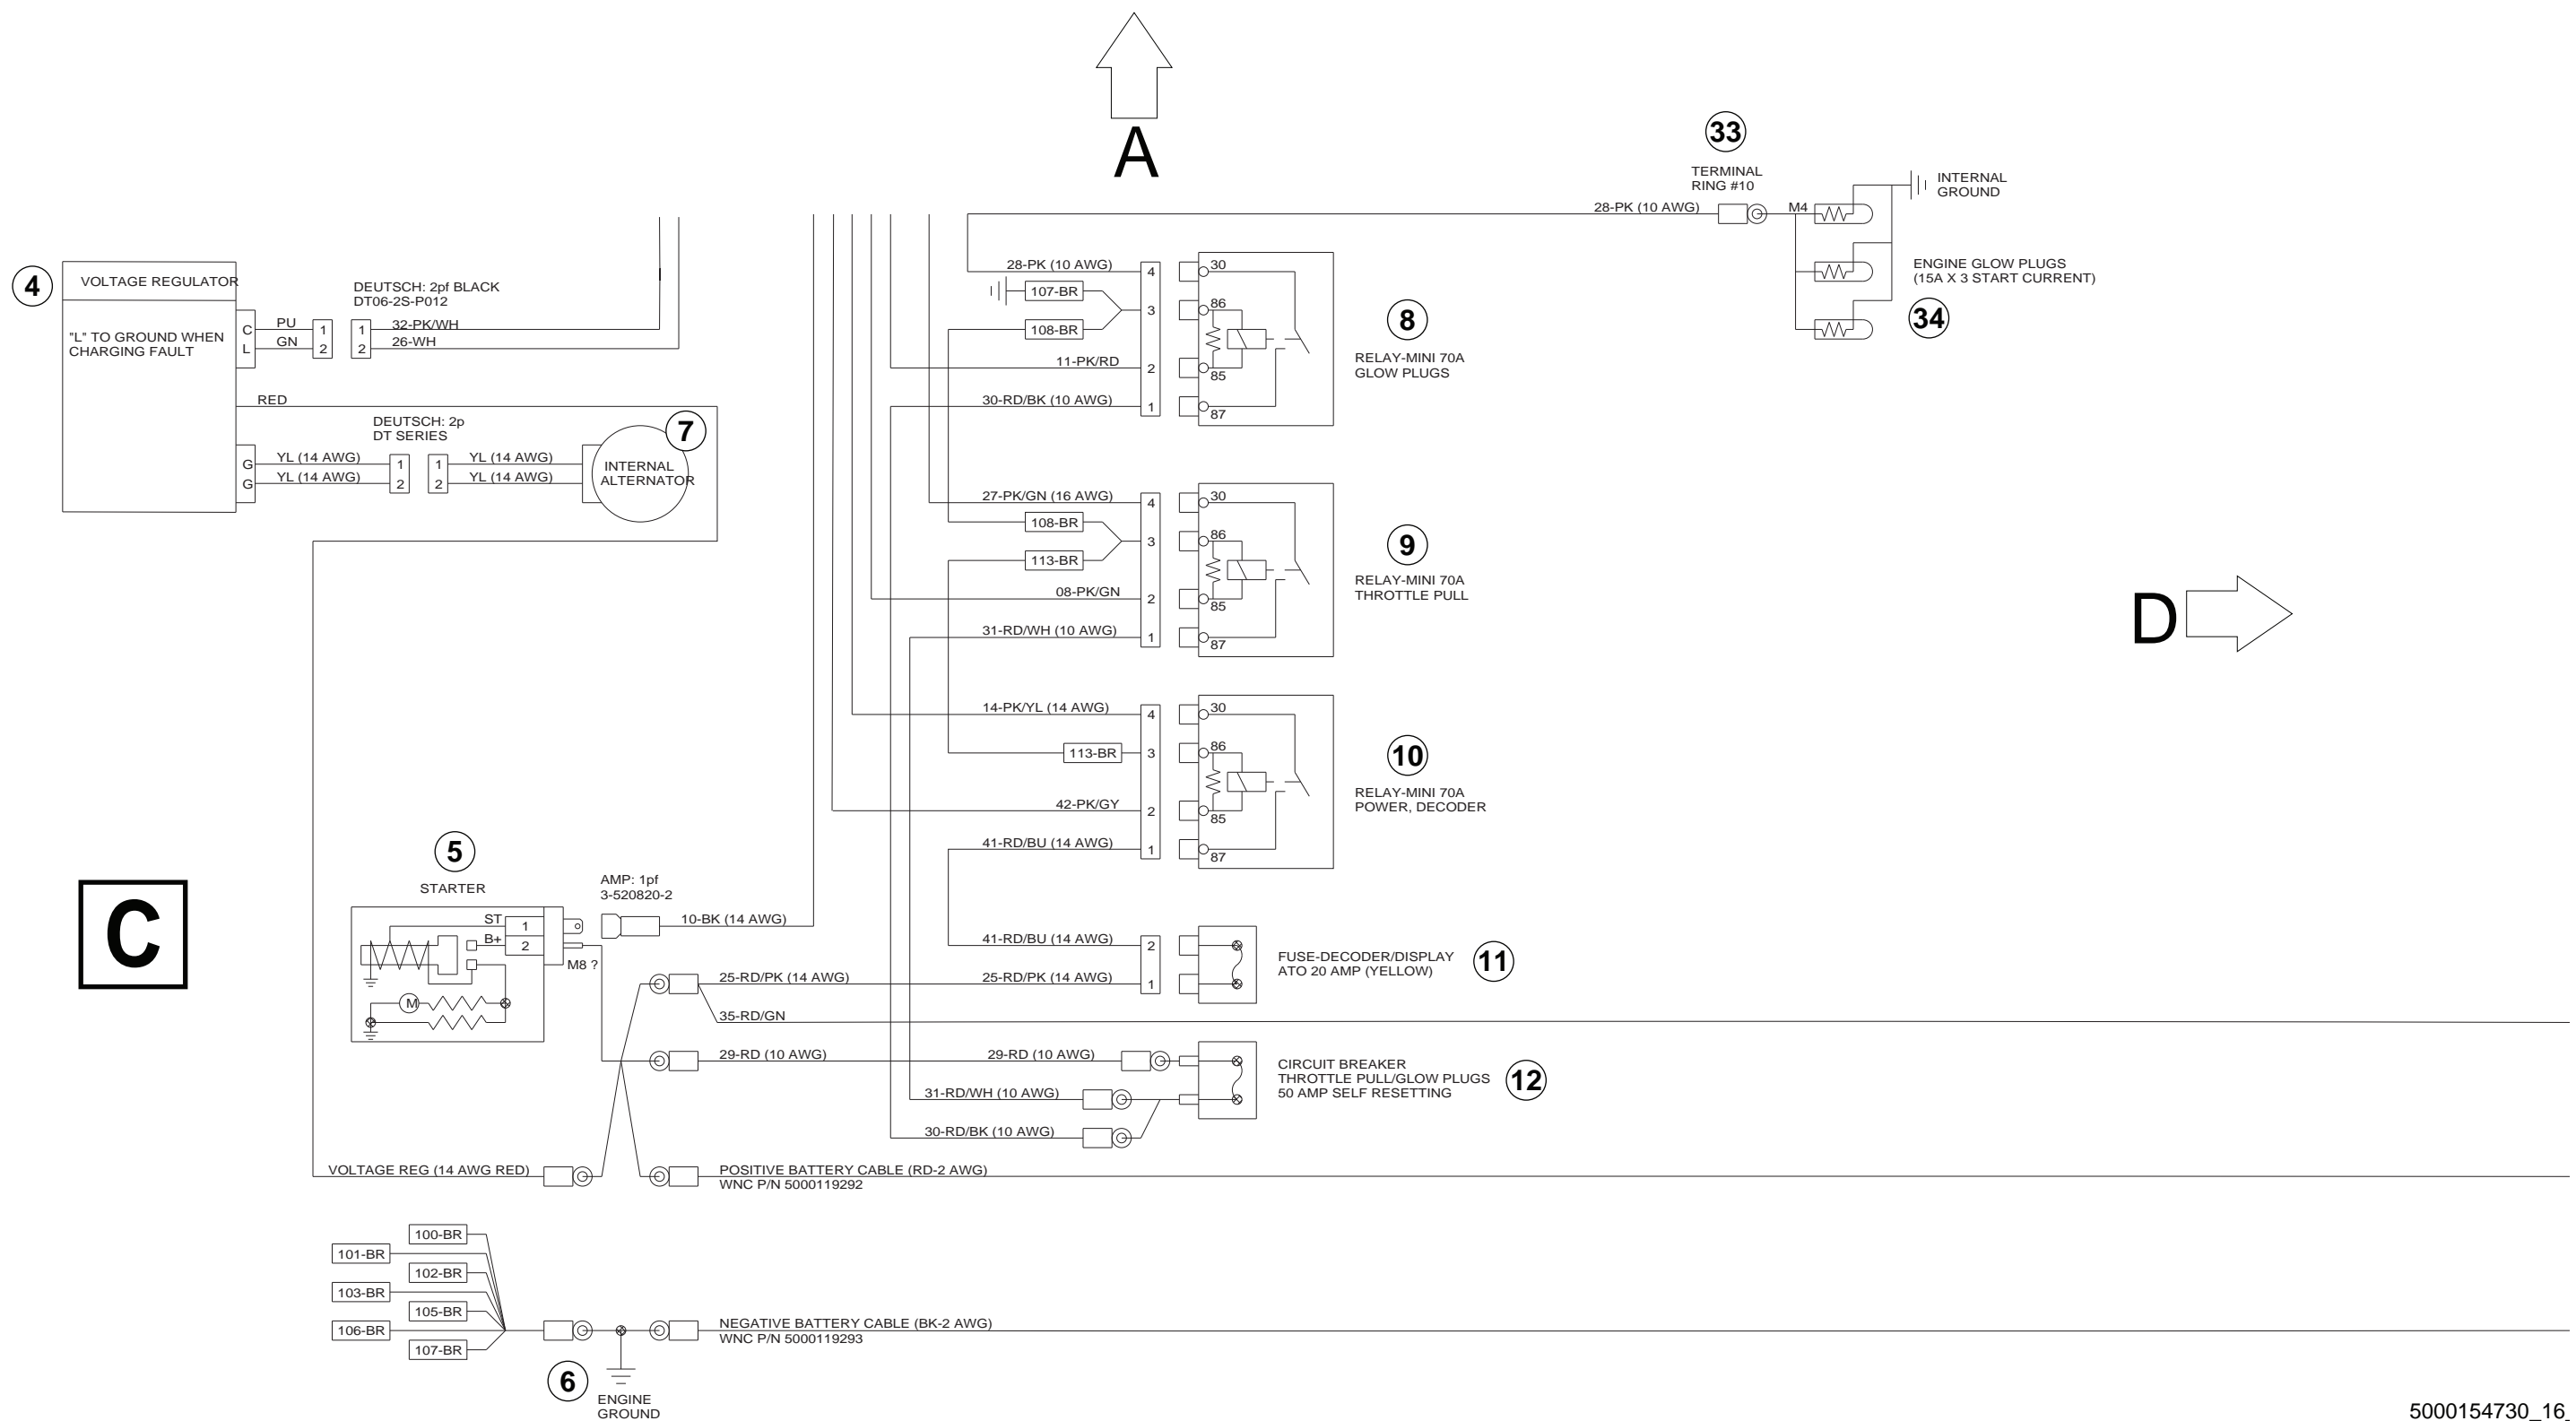 A
33
TERMINAL
RING #10
INTERNAL
GROUND
28-PK (10 AWG)
M4
ENGINE GLOW PLUGS
(15A X 3 START CURRENT)
34
4
VOLTAGE REGULATOR
"L" TO GROUND WHEN
CHARGING FAULT
C
L
PU
GN
1
2
DEUTSCH: 2pf BLACK
DT06-2S-P012
1
2
32-PK/WH
26-WH
RED
DEUTSCH: 2p
DT SERIES
G
G
YL (14 AWG)
YL (14 AWG)
1
2
1
2
YL (14 AWG)
YL (14 AWG)
INTERNAL
ALTERNATOR
7
28-PK (10 AWG)
107-BR
108-BR
11-PK/RD
30-RD/BK (10 AWG)
4
3
2
1
30
86
85
87
8
RELAY-MINI 70A
GLOW PLUGS
27-PK/GN (16 AWG)
108-BR
113-BR
08-PK/GN
31-RD/WH (10 AWG)
4
3
2
1
30
86
85
87
9
RELAY-MINI 70A
THROTTLE PULL
D
14-PK/YL (14 AWG)
113-BR
42-PK/GY
41-RD/BU (14 AWG)
4
3
2
1
30
86
85
87
10
RELAY-MINI 70A
POWER, DECODER
C
5
STARTER
ST
B+
1
2
M8 ?
M
AMP: 1pf
3-520820-2
10-BK (14 AWG)
41-RD/BU (14 AWG)
25-RD/PK (14 AWG)
25-RD/PK (14 AWG)
2
1
FUSE-DECODER/DISPLAY
ATO 20 AMP (YELLOW)
11
35-RD/GN
29-RD (10 AWG)
29-RD (10 AWG)
31-RD/WH (10 AWG)
30-RD/BK (10 AWG)
CIRCUIT BREAKER
THROTTLE PULL/GLOW PLUGS
50 AMP SELF RESETTING
12
VOLTAGE REG (14 AWG RED)
POSITIVE BATTERY CABLE (RD-2 AWG)
WNC P/N 5000119292
100-BR
101-BR
102-BR
103-BR
105-BR
106-BR
107-BR
NEGATIVE BATTERY CABLE (BK-2 AWG)
WNC P/N 5000119293
6
ENGINE
GROUND
5000154730_16_